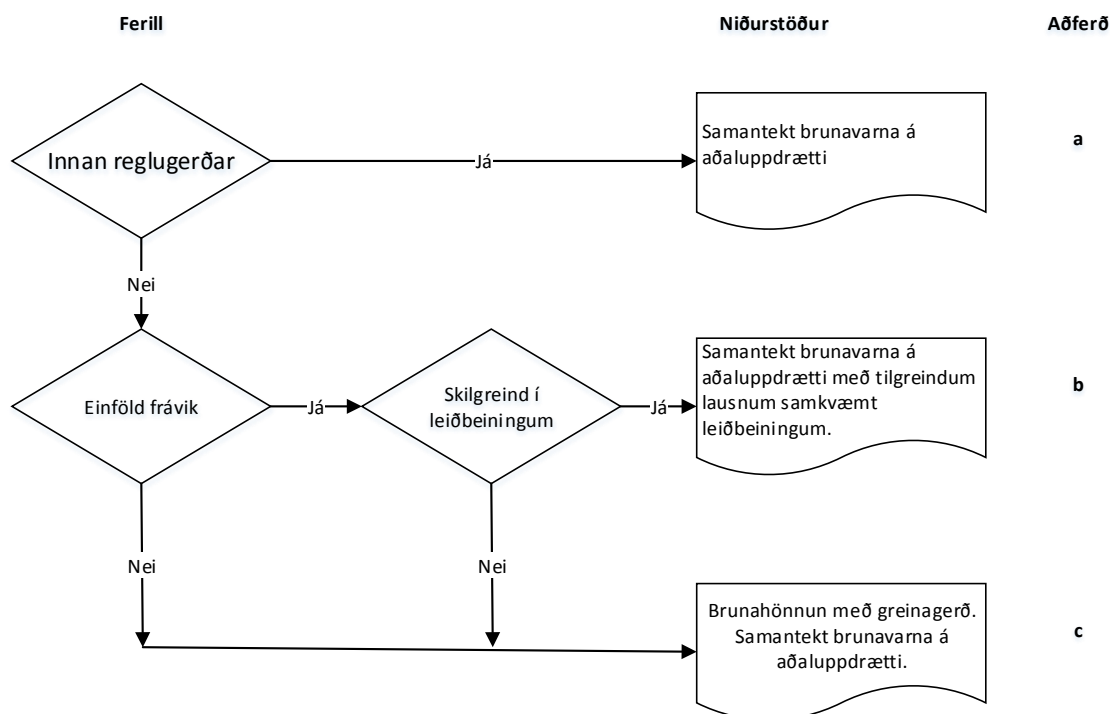 Ferill
Niðurstöður
Aðferð
Innan reglugerðar
Já
Samantekt brunavarna á
aðaluppdrætti
a
Nei
Einföld frávik
Já
Skilgreind í
leiðbeiningum
Já
Samantekt brunavarna á
aðaluppdrætti með tilgreindum
lausnum samkvæmt
leiðbeiningum.
b
Nei
Nei
Brunahönnun með greinagerð.
Samantekt brunavarna á
aðaluppdrætti.
c